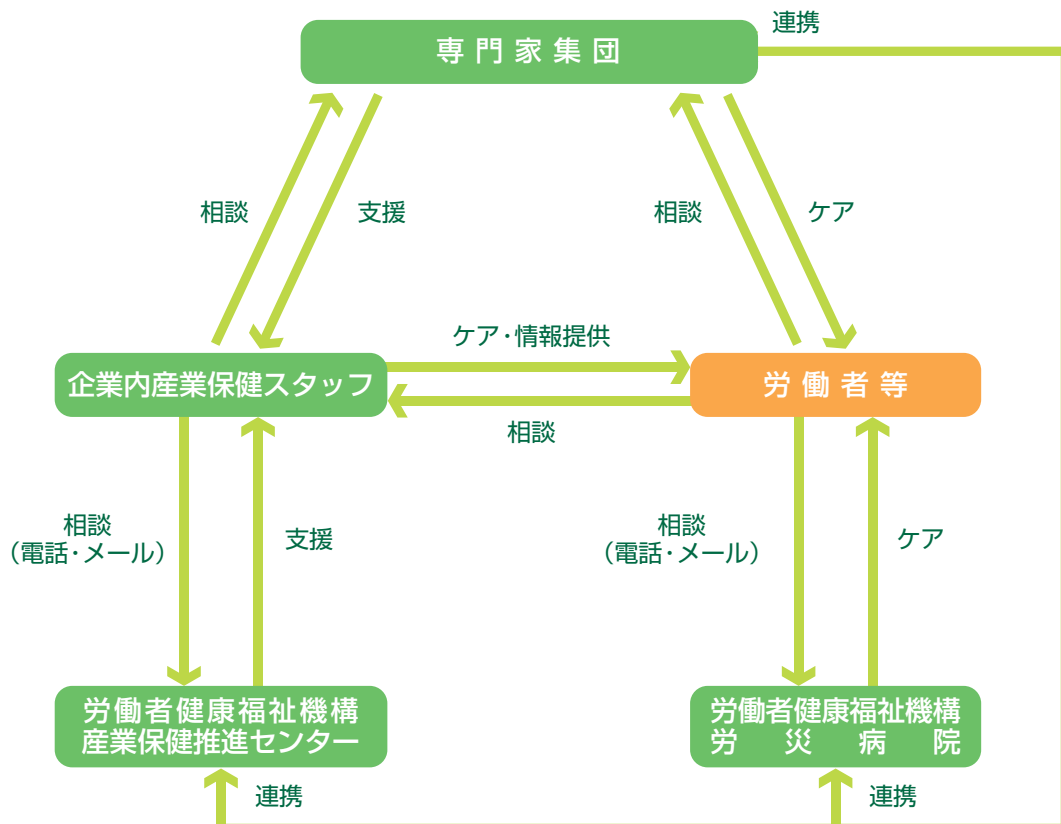 連携
専門家集団
相談
支援
相談
ケア
ケア・情報提供
企業内産業保健スタッフ
労働者等
相談
相談
(電話・メール)
支援
相談
(電話・メール)
ケア
労働者健康福祉機構
産業保健推進センター
労働者健康福祉機構
労災病院
連携
連携